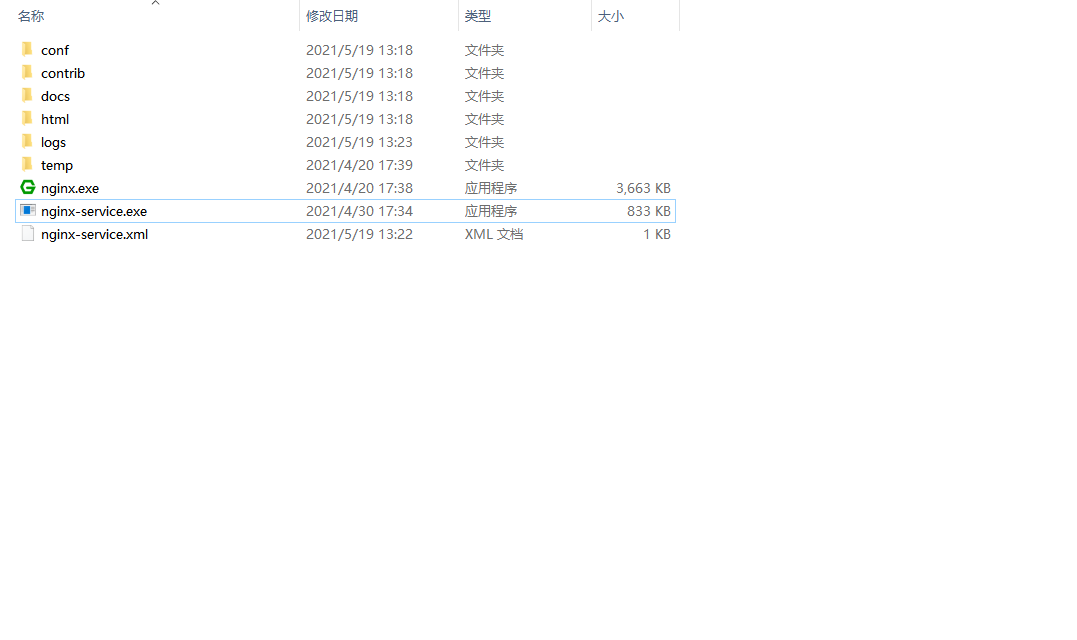 名称 修改日期 类型 大小
conf 2021/5/19 13:18 文件夹
contrib 2021/5/19 13:18 文件夹
docs 2021/5/19 13:18 文件夹
html 2021/5/19 13:18 文件夹
logs 2021/5/19 13:23 文件夹
temp 2021/4/20 17:39 文件夹
nginx.exe 2021/4/20 17:38 应用程序 3,663 KB
nginx-service.exe 2021/4/30 17:34 应用程序 833 KB
nginx-service.xml 2021/5/19 13:22 XML 文档 1 KB